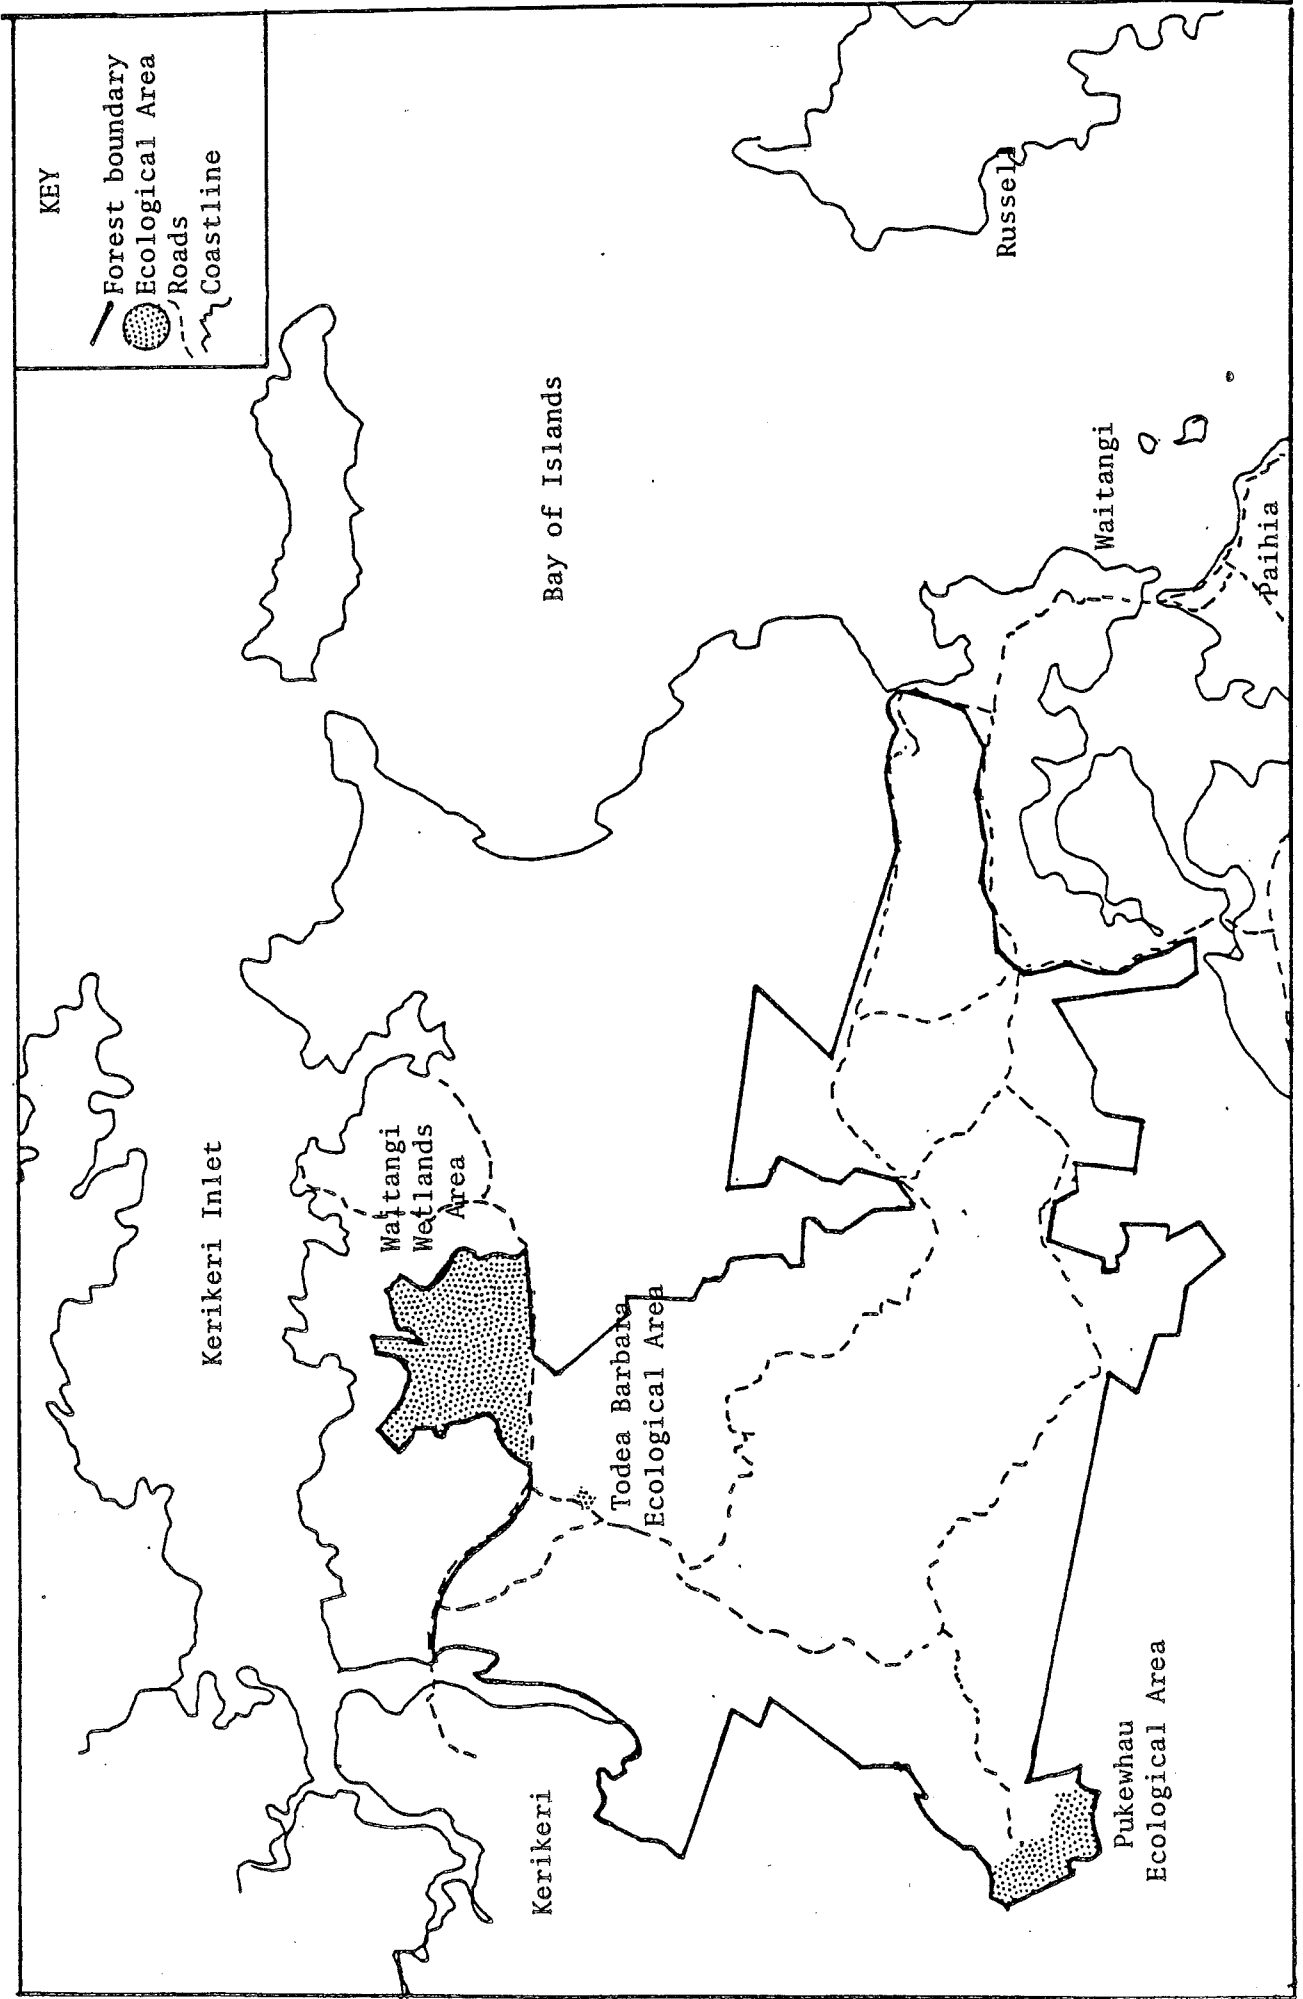 KEY
Forest boundary
Ecological Area
Roads
Coastline
Kerikeri Inlet
Waitangi
Wetlands
Area
Bay of Islands
Kerikeri
Todea Barbara
Ecological Area
Russell
Waitangi
Paihia
Pukewhau
Ecological Area